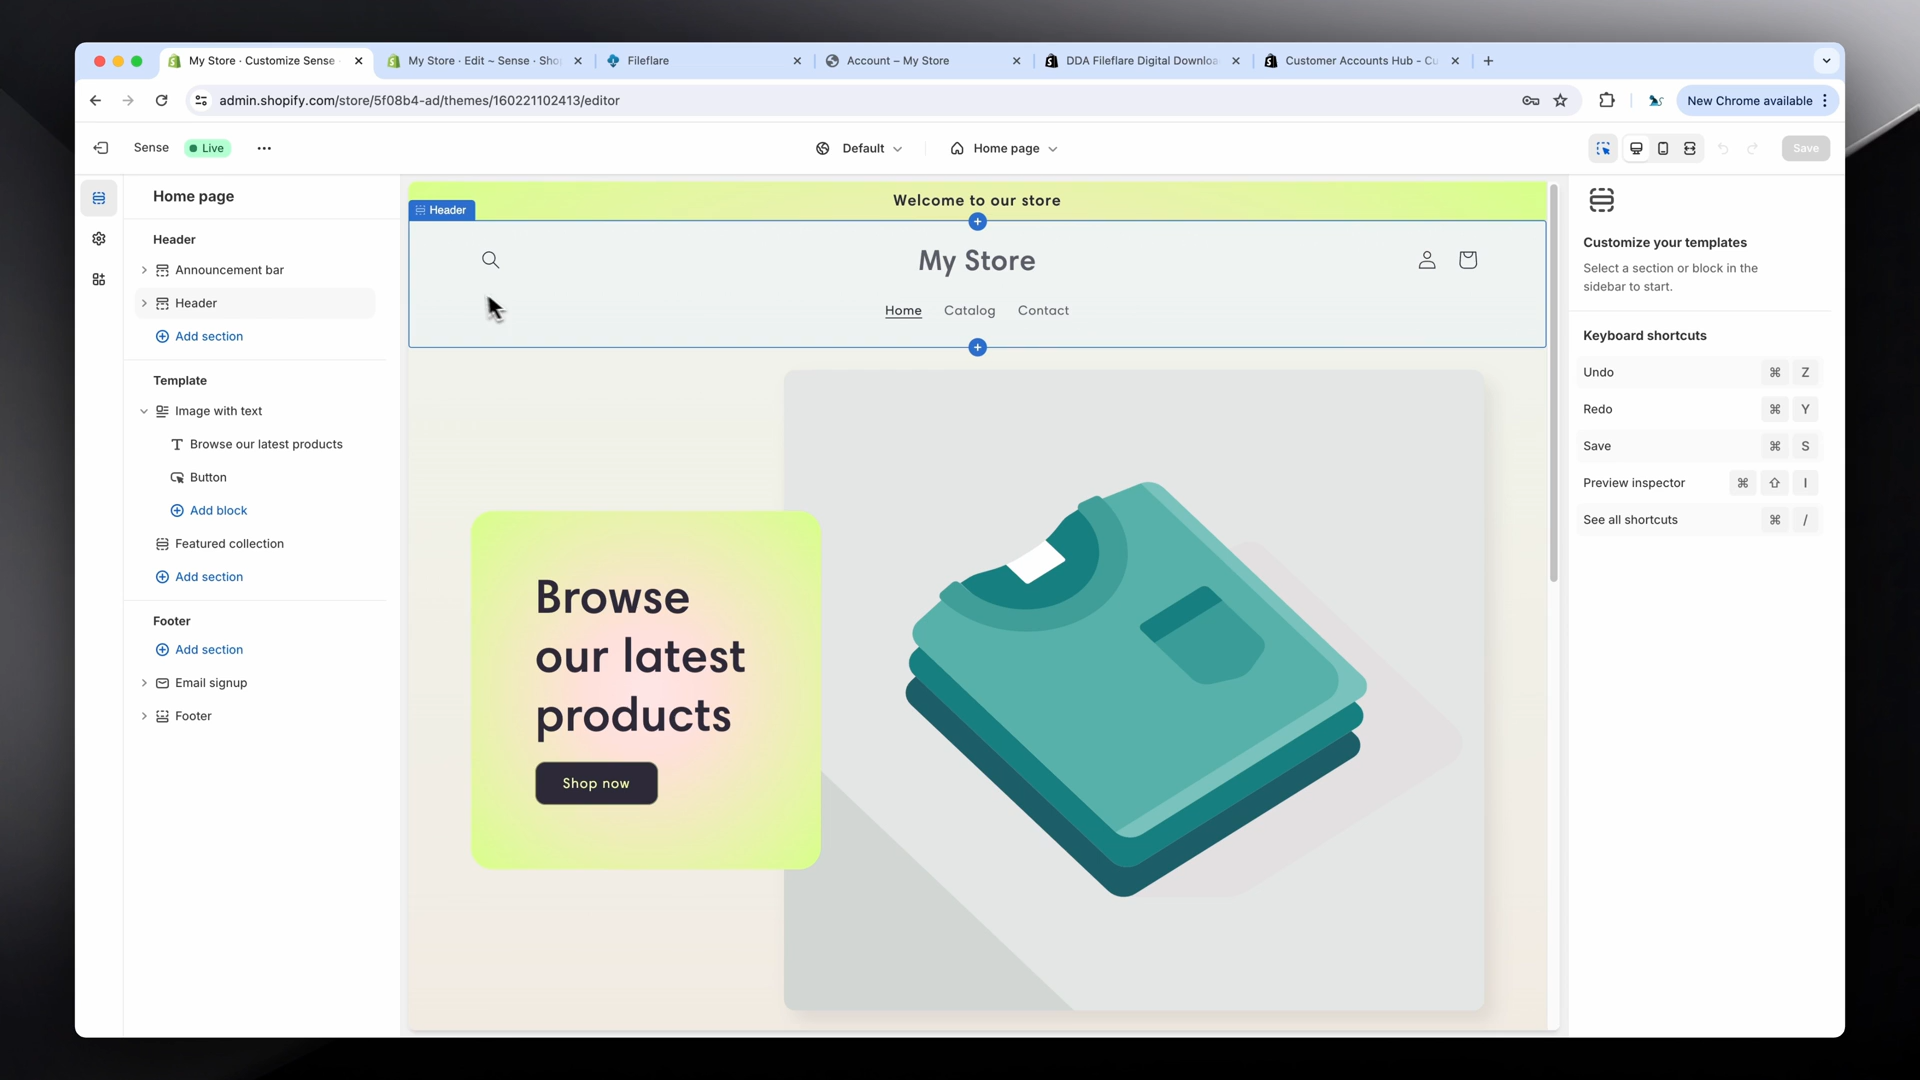 My Store · Customize Sense
My Store · Edit ~ Sense · Sho
Fileflare
Account – My Store
DDA Fileflare Digital Downloa
Customer Accounts Hub - Cu
admin.shopify.com/store/5f08b4-ad/themes/160221102413/editor
New Chrome available
Sense
Live
Default
Home page
Save
Home page
Header
Announcement bar
Header
Add section
Template
Image with text
Browse our latest products
Button
Add block
Featured collection
Add section
Footer
Add section
Email signup
Footer
Welcome to our store
Header
My Store
Home Catalog Contact
Browse
our latest
products
Shop now
Customize your templates
Select a section or block in the
sidebar to start.
Keyboard shortcuts
Undo ⌘ Z
Redo ⌘ Y
Save ⌘ S
Preview inspector ⌘ ⇧ I
See all shortcuts ⌘ /